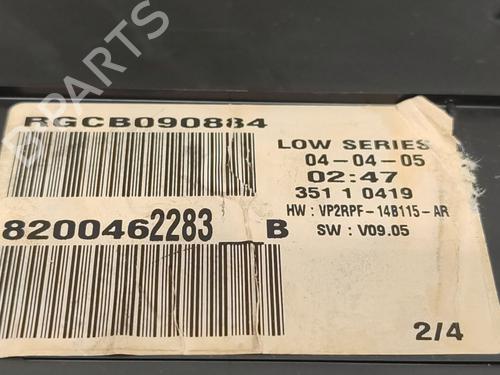 B-PARTS
RGCB090884
LOW SERIES
04-04-05
02:47
351 1 0419
HW : VP2RPF-14B115-AR
SW : V09.05
8200462283 B
2/4